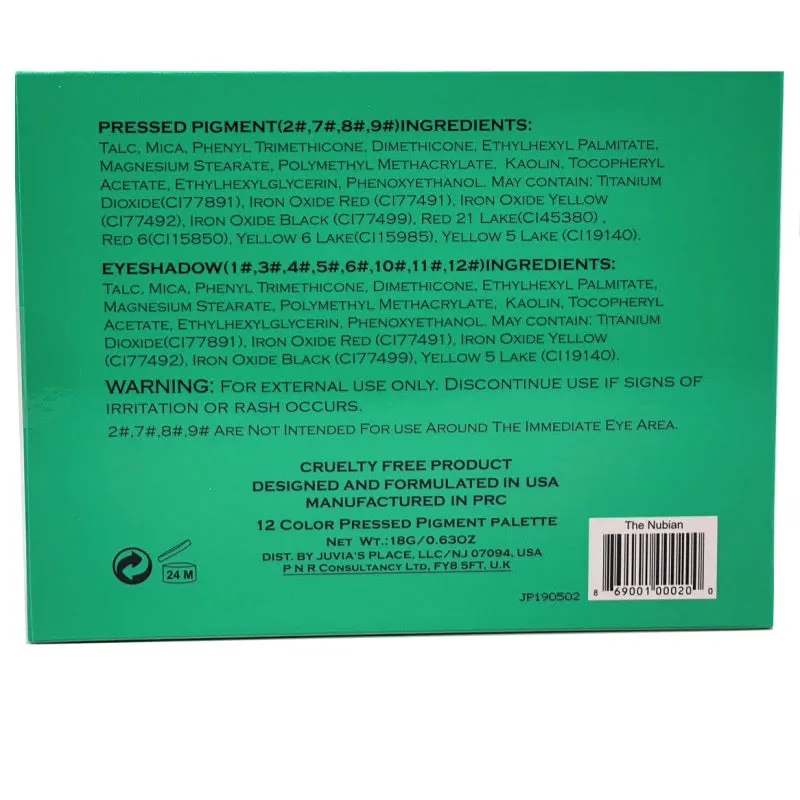 PRESSED PIGMENT(2#,7#,8#,9#)INGREDIENTS:
TALC, MICA, PHENYL TRIMETHICONE, DIMETHICONE, ETHYLHEXYL PALMITATE,
MAGNESIUM STEARATE, POLYMETHYL METHACRYLATE, KAOLIN, TOCOPHERYL
ACETATE, ETHYLHEXYLGLYCERIN, PHENOXYETHANOL. MAY CONTAIN: TITANIUM
DIOXIDE(CI77891), IRON OXIDE RED (CI77491), IRON OXIDE YELLOW
(CI77492), IRON OXIDE BLACK (CI77499), RED 21 LAKE(CI45380) ,
RED 6(CI15850), YELLOW 6 LAKE(CI15985), YELLOW 5 LAKE (CI19140).
EYESHADOW(1#,3#,4#,5#,6#,10#,11#,12#)INGREDIENTS:
TALC, MICA, PHENYL TRIMETHICONE, DIMETHICONE, ETHYLHEXYL PALMITATE,
MAGNESIUM STEARATE, POLYMETHYL METHACRYLATE, KAOLIN, TOCOPHERYL
ACETATE, ETHYLHEXYLGLYCERIN, PHENOXYETHANOL. MAY CONTAIN: TITANIUM
DIOXIDE(CI77891), IRON OXIDE RED (CI77491), IRON OXIDE YELLOW
(CI77492), IRON OXIDE BLACK (CI77499), YELLOW 5 LAKE (CI19140).
WARNING: FOR EXTERNAL USE ONLY. DISCONTINUE USE IF SIGNS OF
IRRITATION OR RASH OCCURS.
2#,7#,8#,9# ARE NOT INTENDED FOR USE AROUND THE IMMEDIATE EYE AREA.
CRUELTY FREE PRODUCT
DESIGNED AND FORMULATED IN USA
MANUFACTURED IN PRC
12 COLOR PRESSED PIGMENT PALETTE
NET WT.:18G/0.63OZ
DIST. BY JUVIA'S PLACE, LLC/NJ 07094, USA
P N R CONSULTANCY LTD, FY8 5FT, U.K
24 M
JP190502
The Nubian
8 69001 00020 0